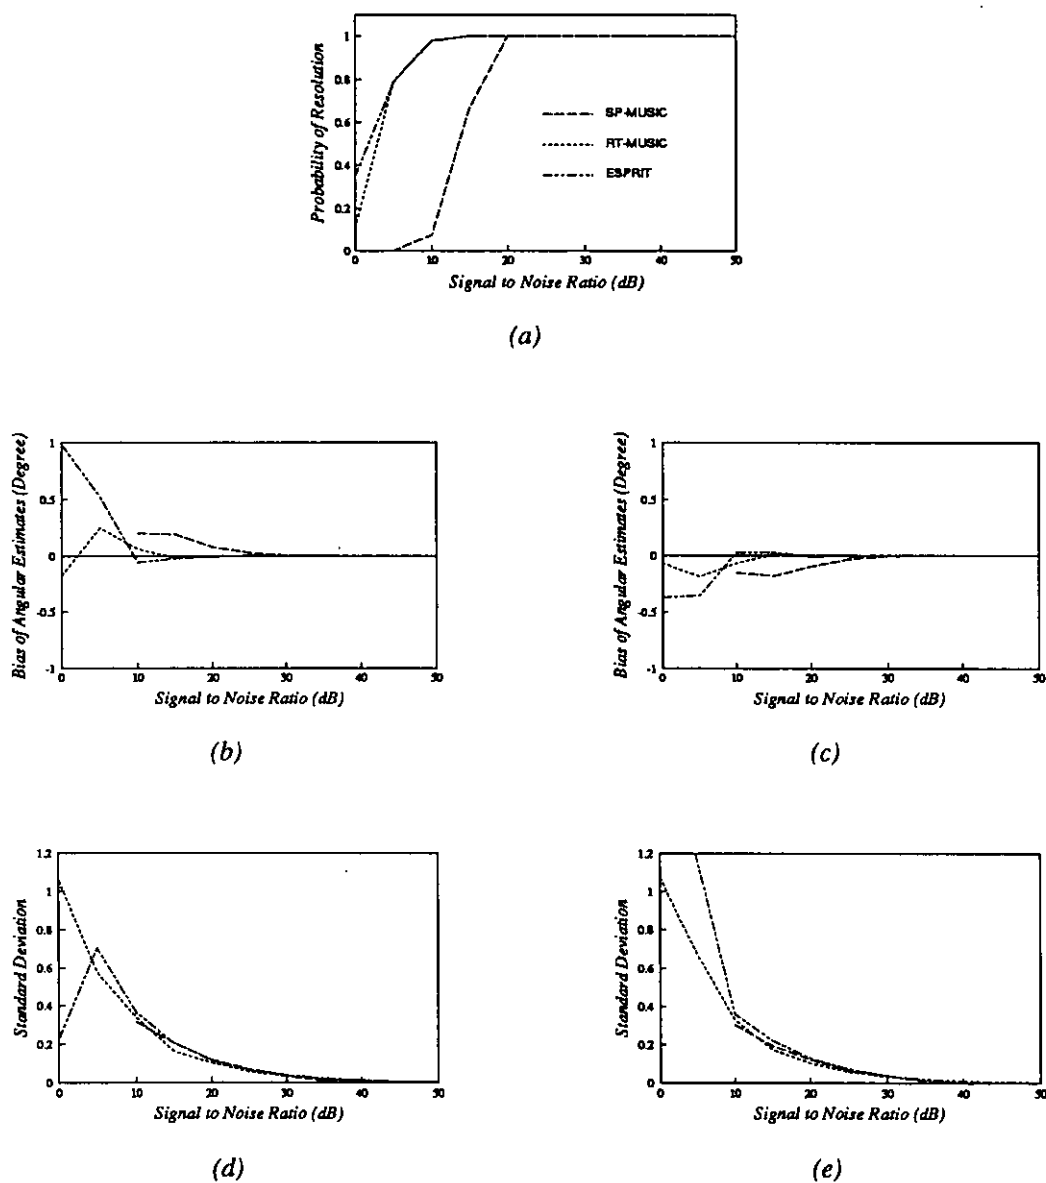 Probability of Resolution
1
0.8
0.6
0.4
0.2
0
SP-MUSIC
RT-MUSIC
ESPRIT
0 10 20 30 40 50
Signal to Noise Ratio (dB)
(a)
Bias of Angular Estimates (Degree)
1
0.5
0
-0.5
-1
0 10 20 30 40 50
Signal to Noise Ratio (dB)
(b)
Bias of Angular Estimates (Degree)
1
0.5
0
-0.5
-1
0 10 20 30 40 50
Signal to Noise Ratio (dB)
(c)
Standard Deviation
1.2
1
0.8
0.6
0.4
0.2
0
0 10 20 30 40 50
Signal to Noise Ratio (dB)
(d)
Standard Deviation
1.2
1
0.8
0.6
0.4
0.2
0
0 10 20 30 40 50
Signal to Noise Ratio (dB)
(e)